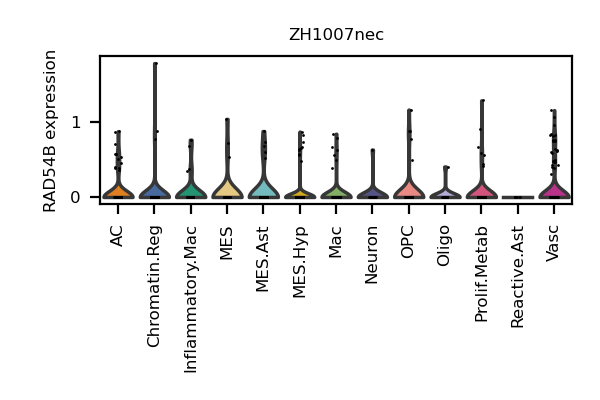 ZH1007nec
RAD54B expression
1
0
AC
Chromatin.Reg
Inflammatory.Mac
MES
MES.Ast
MES.Hyp
Mac
Neuron
OPC
Oligo
Prolif.Metab
Reactive.Ast
Vasc